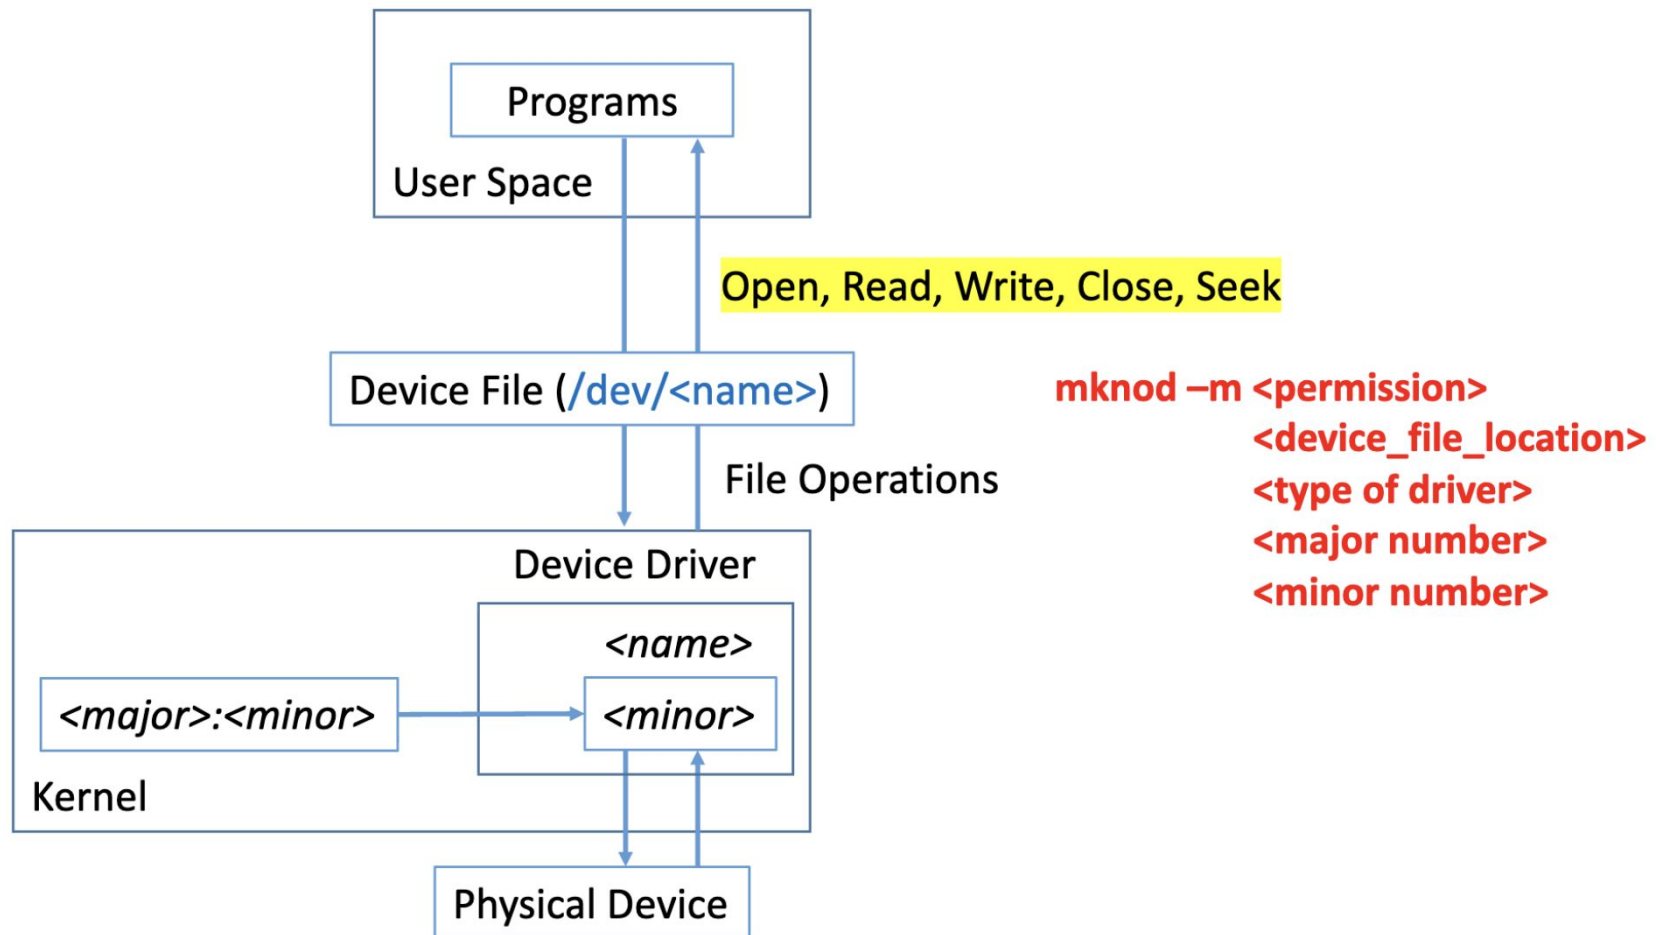 Programs
User Space
Open, Read, Write, Close, Seek
Device File (/dev/<name>)
mknod –m <permission>
<device_file_location>
<type of driver>
<major number>
<minor number>
File Operations
Device Driver
<name>
<major>:<minor>
<minor>
Kernel
Physical Device